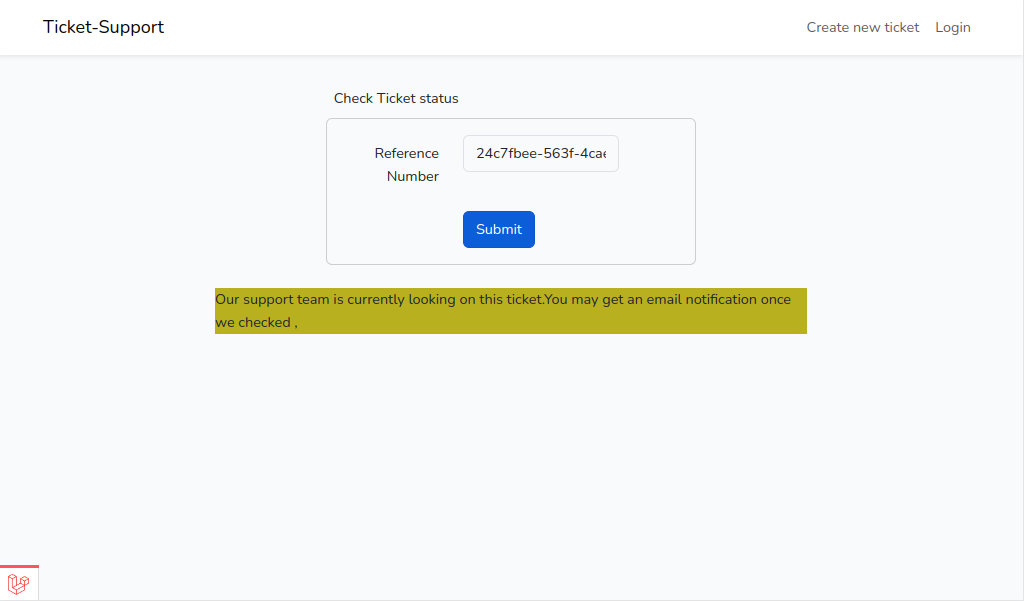 Ticket-Support
Create new ticket
Login
Check Ticket status
Reference
Number
24c7fbee-563f-4cae
Submit
Our support team is currently looking on this ticket.You may get an email notification once
we checked ,